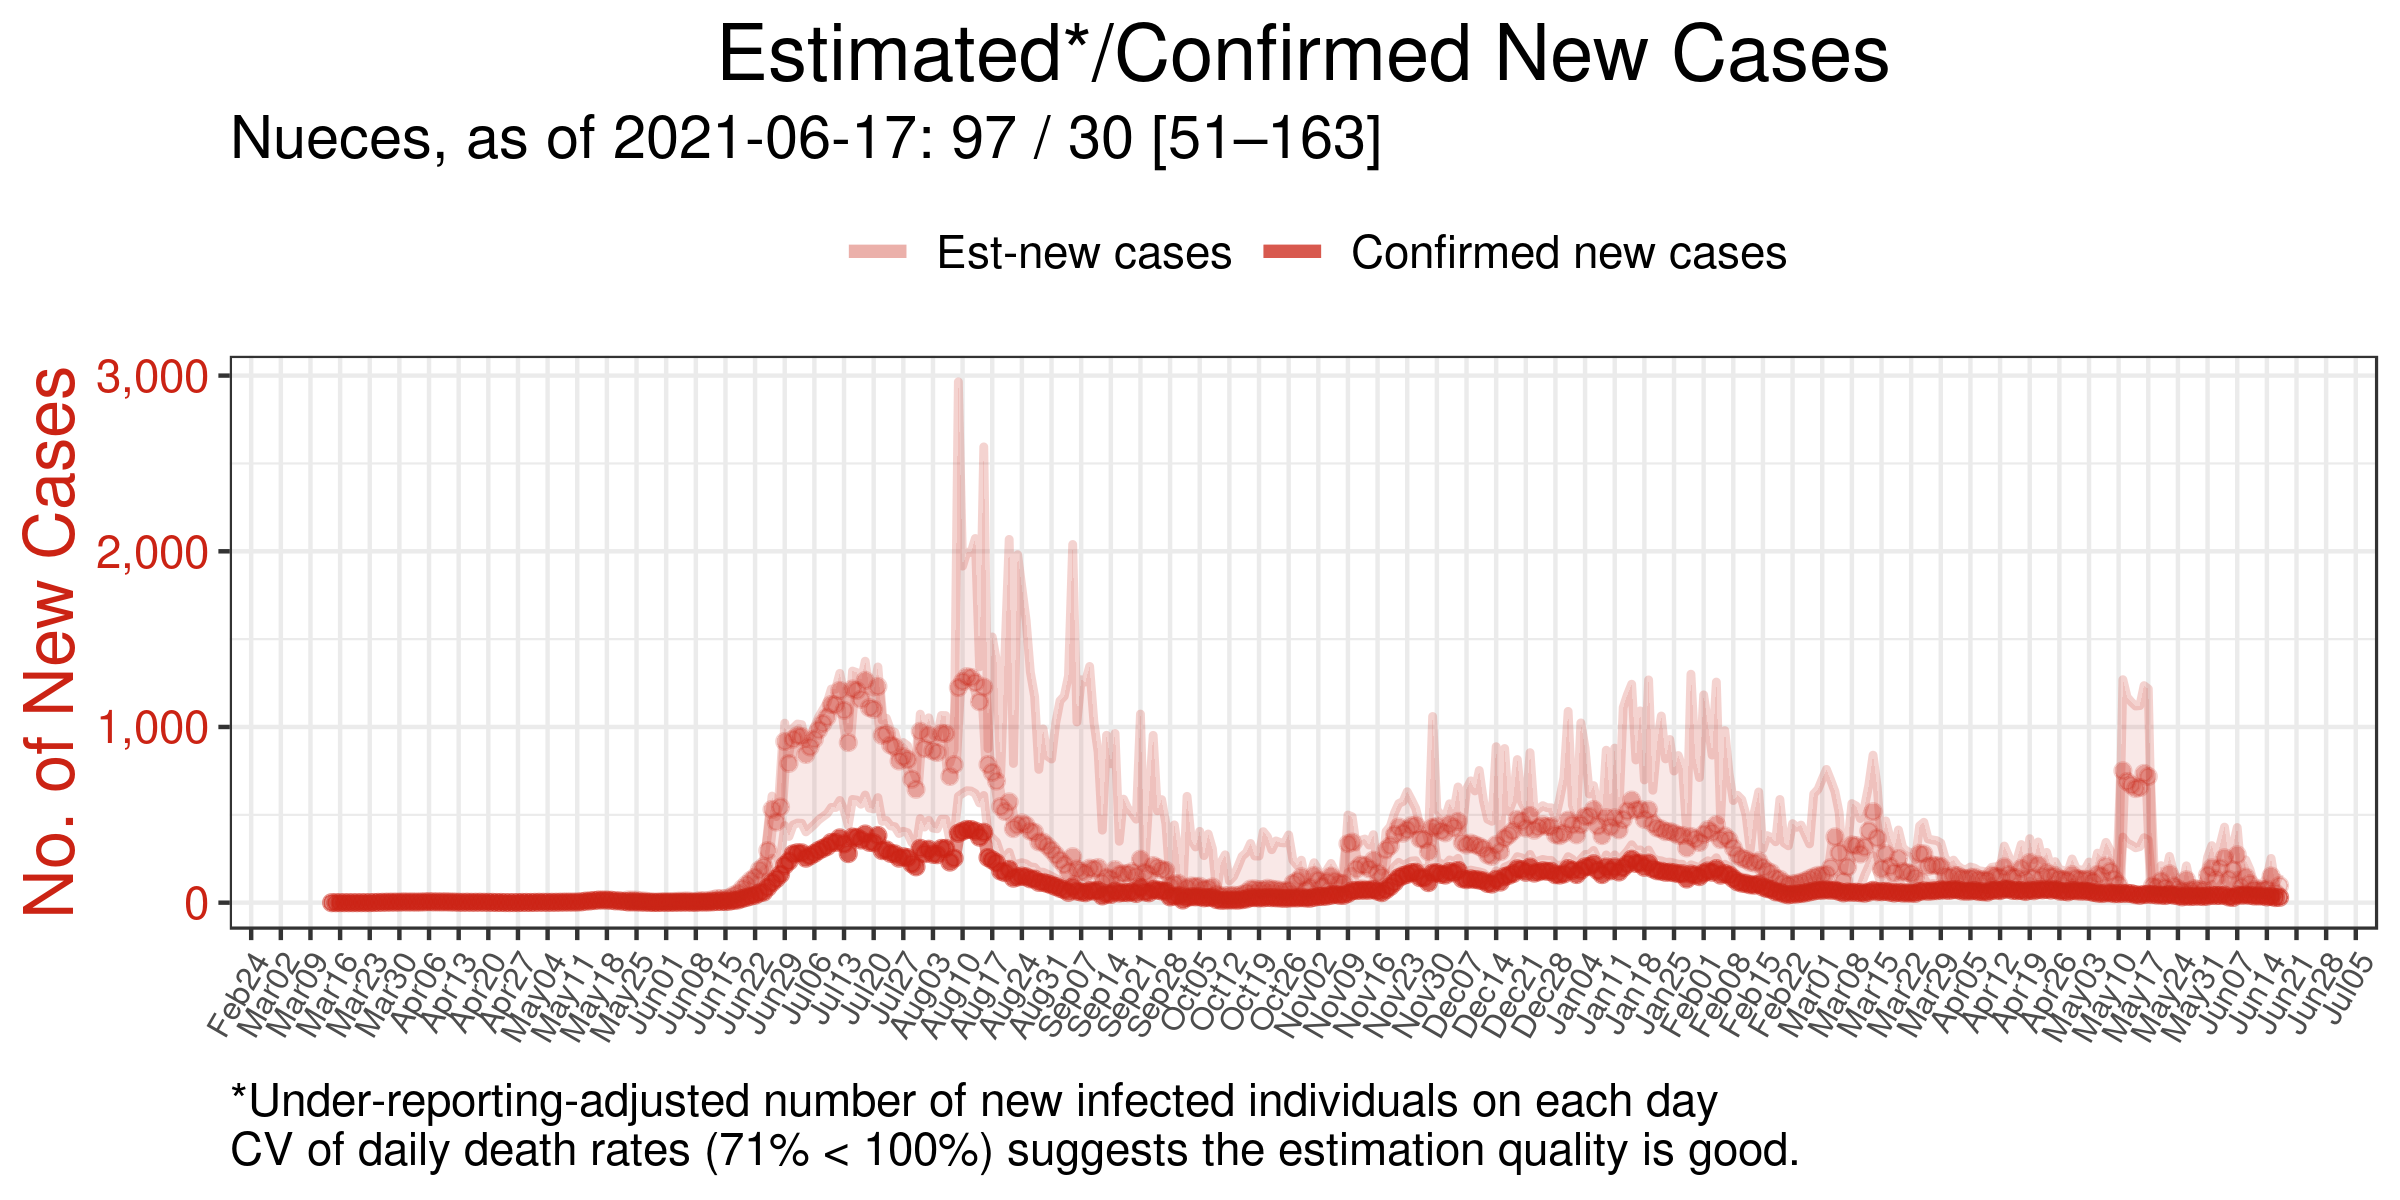 Estimated*/Confirmed New Cases
Nueces, as of 2021-06-17: 97 / 30 [51–163]
Est-new cases Confirmed new cases
No. of New Cases
3,000
2,000
1,000
0
Feb24 Mar02 Mar09 Mar16 Mar23 Mar30 Apr06 Apr13 Apr20 Apr27 May04 May11 May18 May25 Jun01 Jun08 Jun15 Jun22 Jun29 Jul06 Jul13 Jul20 Jul27 Aug03 Aug10 Aug17 Aug24 Aug31 Sep07 Sep14 Sep21 Sep28 Oct05 Oct12 Oct19 Oct26 Nov02 Nov09 Nov16 Nov23 Nov30 Dec07 Dec14 Dec21 Dec28 Jan04 Jan11 Jan18 Jan25 Feb01 Feb08 Feb15 Feb22 Mar01 Mar08 Mar15 Mar22 Mar29 Apr05 Apr12 Apr19 Apr26 May03 May10 May17 May24 May31 Jun07 Jun14 Jun21 Jun28 Jul05
*Under-reporting-adjusted number of new infected individuals on each day
CV of daily death rates (71% < 100%) suggests the estimation quality is good.